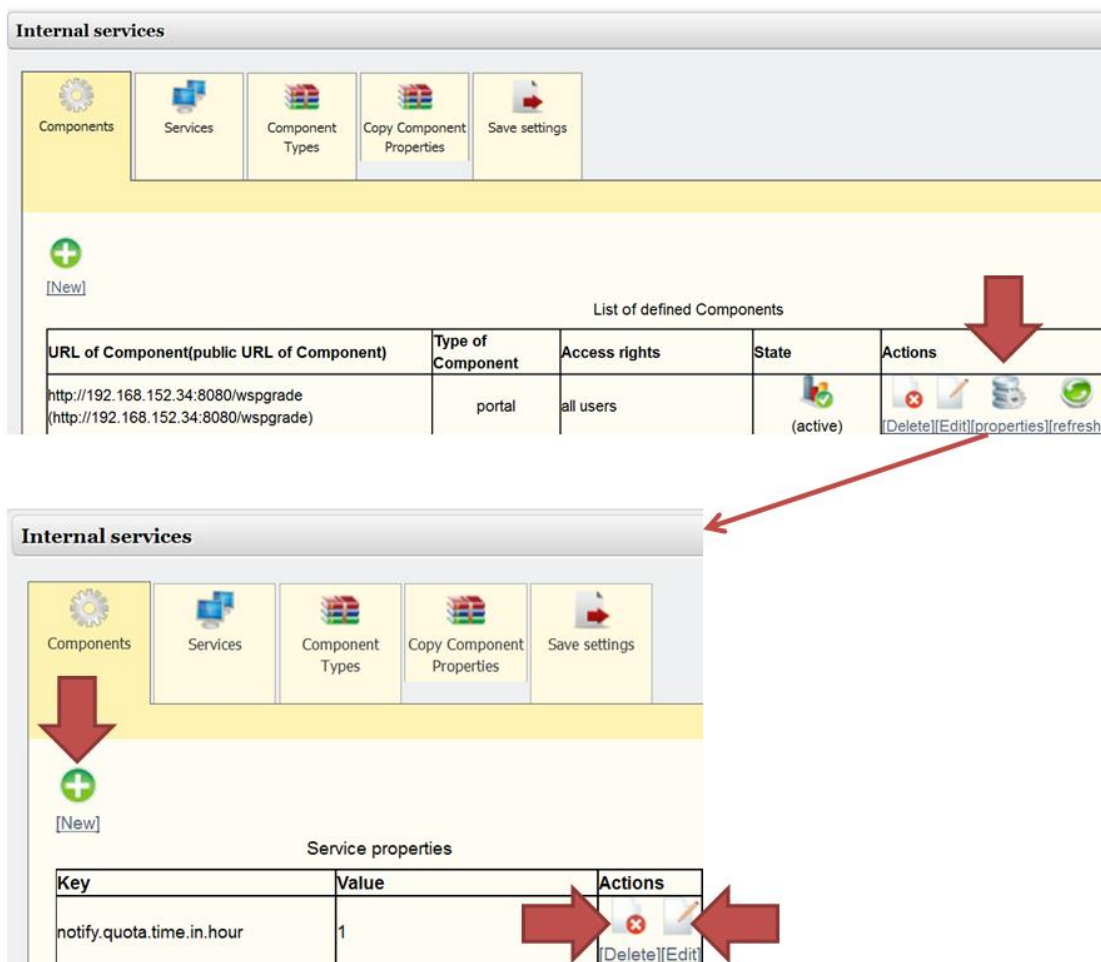 Internal services
Components
Services
Component
Types
Copy Component
Properties
Save settings
[New]
List of defined Components
URL of Component(public URL of Component)
Type of
Component
Access rights
State
Actions
http://192.168.152.34:8080/wspgrade
(http://192.168.152.34:8080/wspgrade)
portal
all users
(active)
[Delete][Edit][properties][refresh
Internal services
Components
Services
Component
Types
Copy Component
Properties
Save settings
[New]
Service properties
Key
Value
Actions
notify.quota.time.in.hour
1
[Delete][Edit]